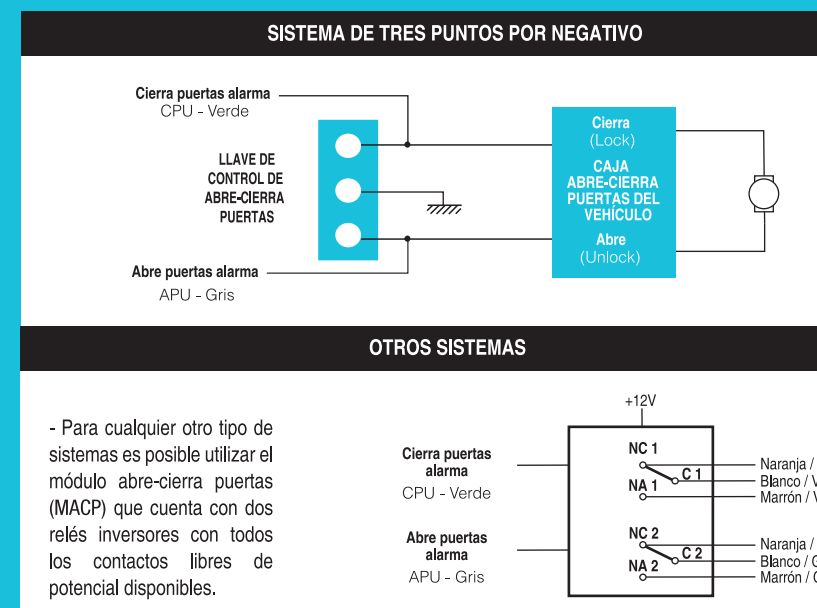 SISTEMA DE TRES PUNTOS POR NEGATIVO
Cierra puertas alarma
CPU - Verde
LLAVE DE
CONTROL DE
ABRE-CIERRA
PUERTAS
Abre puertas alarma
APU - Gris
Cierra
(Lock)
CAJA
ABRE-CIERRA
PUERTAS DEL
VEHÍCULO
Abre
(Unlock)
OTROS SISTEMAS
- Para cualquier otro tipo de
sistemas es posible utilizar el
módulo abre-cierra puertas
(MACP) que cuenta con dos
relés inversores con todos
los contactos libres de
potencial disponibles.
Cierra puertas
alarma
CPU - Verde
Abre puertas
alarma
APU - Gris
+12V
NC 1
C 1
NA 1
NC 2
C 2
NA 2
Naranja /
Blanco /
Marrón /
Naranja /
Blanco /
Marrón /